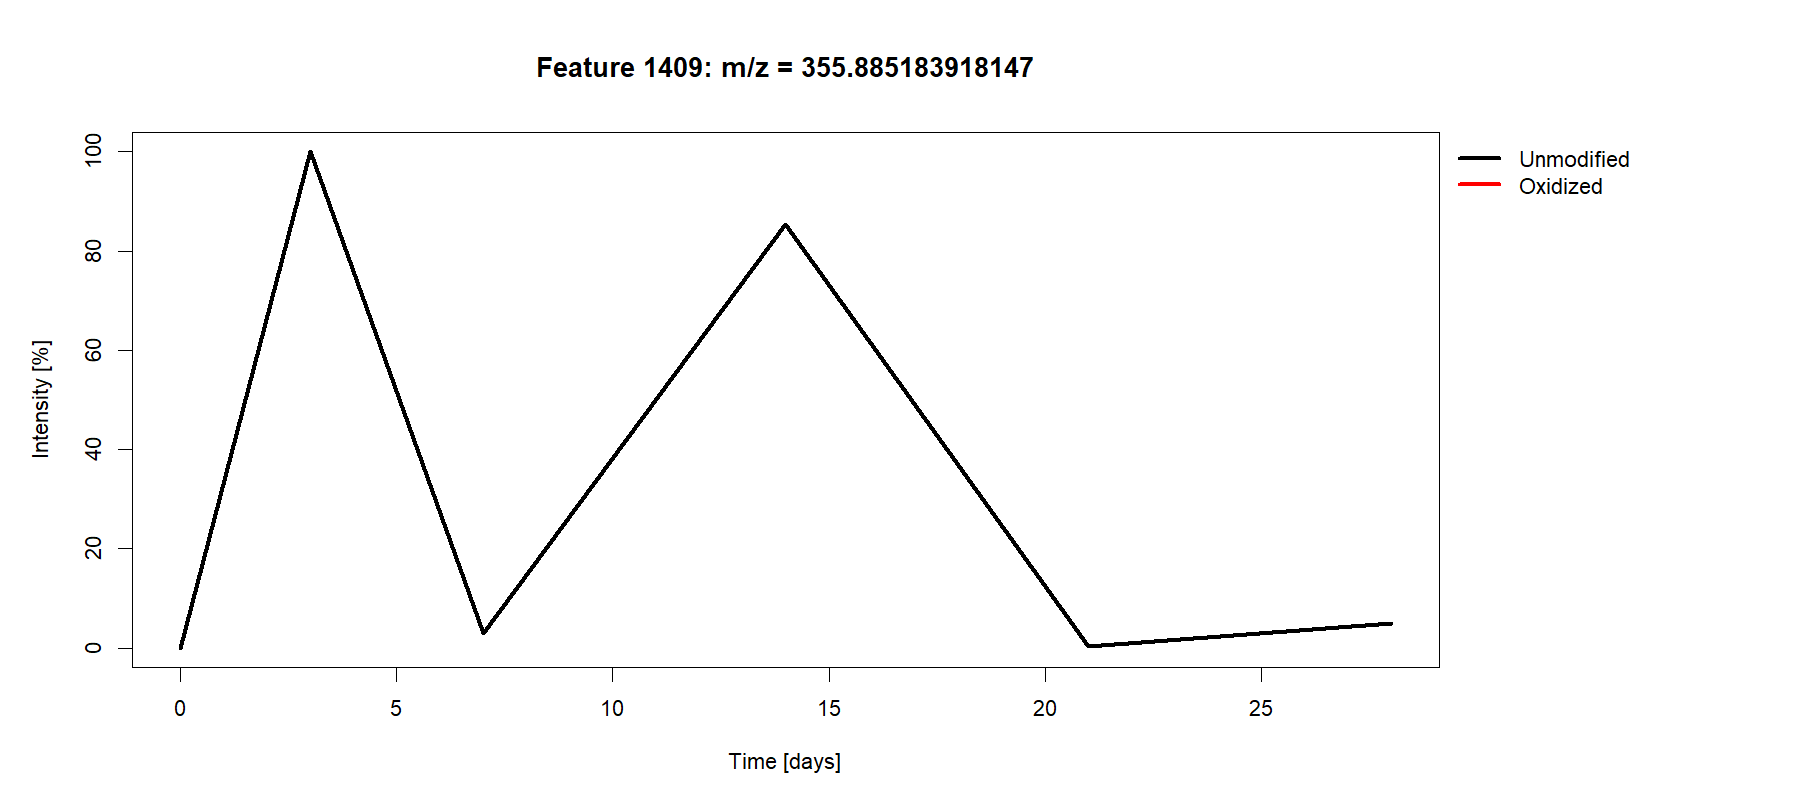 Feature 1409: m/z = 355.885183918147
Unmodified
Oxidized
Intensity [%]
100
80
60
40
20
0
0 5 10 15 20 25
Time [days]